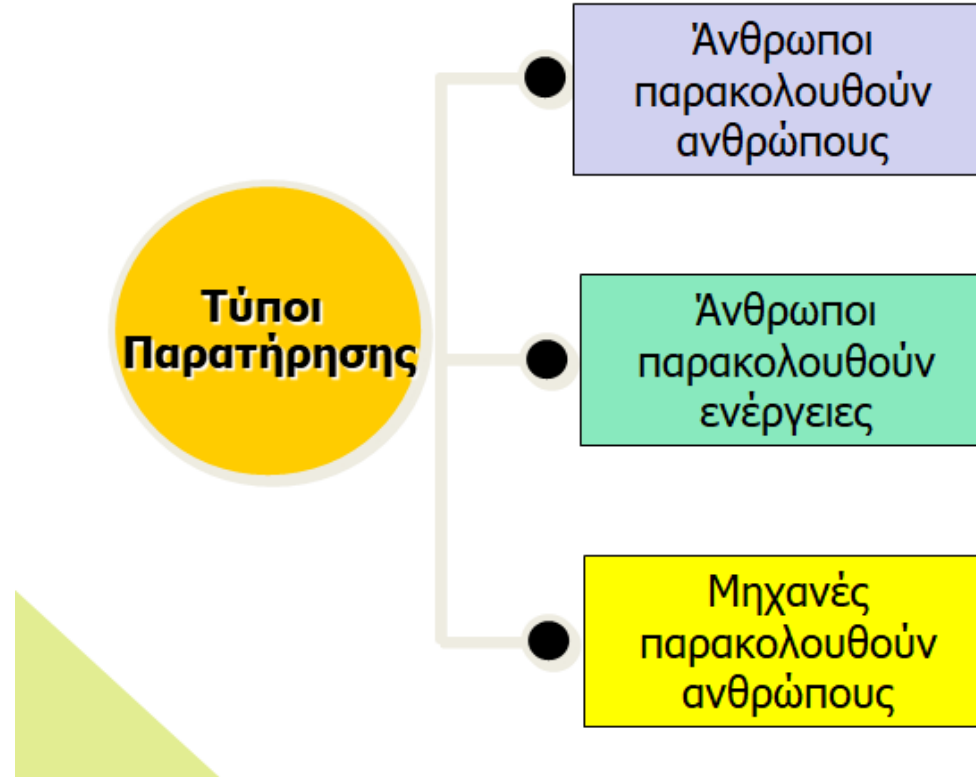 Τύποι
Παρατήρησης
Άνθρωποι
παρακολουθούν
ανθρώπους
Άνθρωποι
παρακολουθούν
ενέργειες
Μηχανές
παρακολουθούν
ανθρώπους